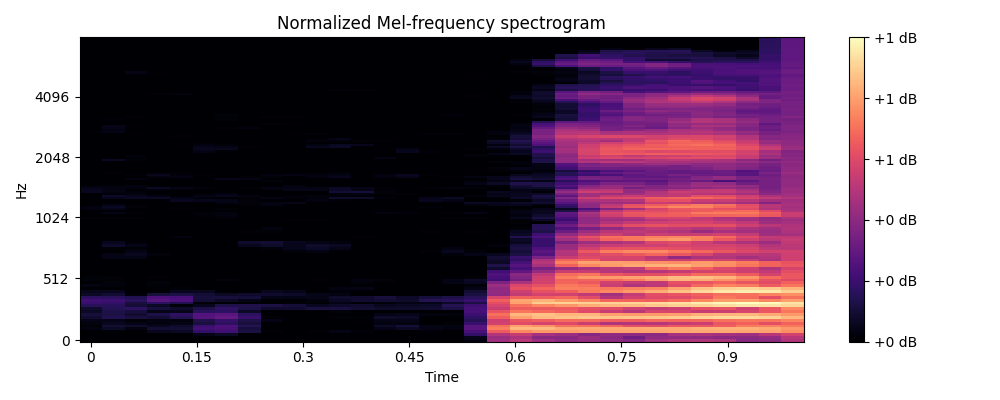 Normalized Mel-frequency spectrogram
Hz
4096
2048
1024
512
0
0 0.15 0.3 0.45 0.6 0.75 0.9
Time
+1 dB
+1 dB
+1 dB
+0 dB
+0 dB
+0 dB